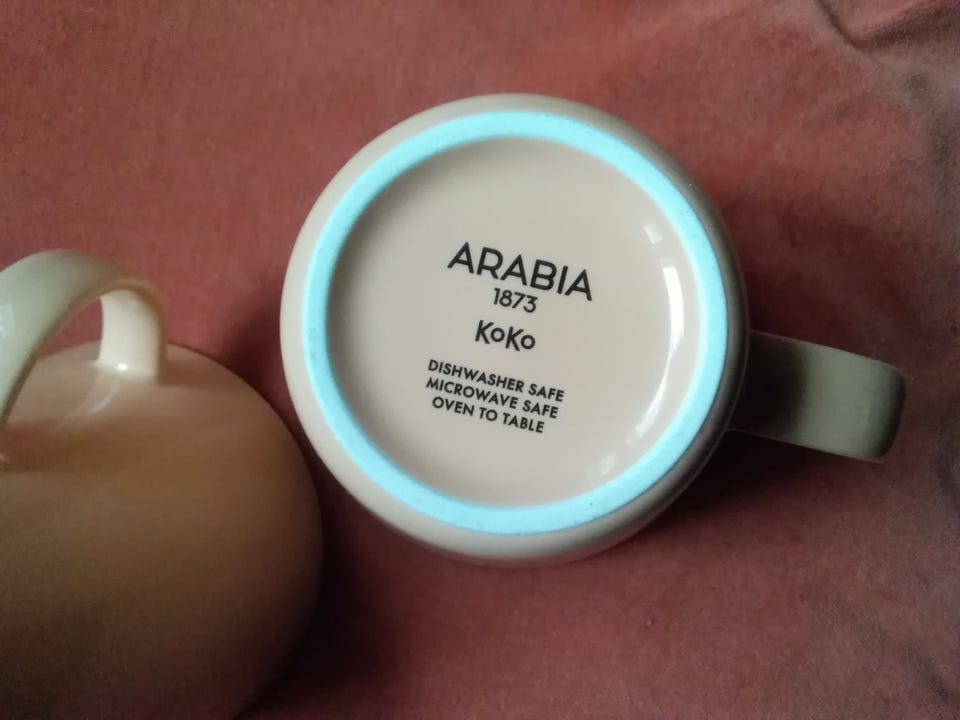 ARABIA
1873
KoKo
DISHWASHER SAFE
MICROWAVE SAFE
OVEN TO TABLE